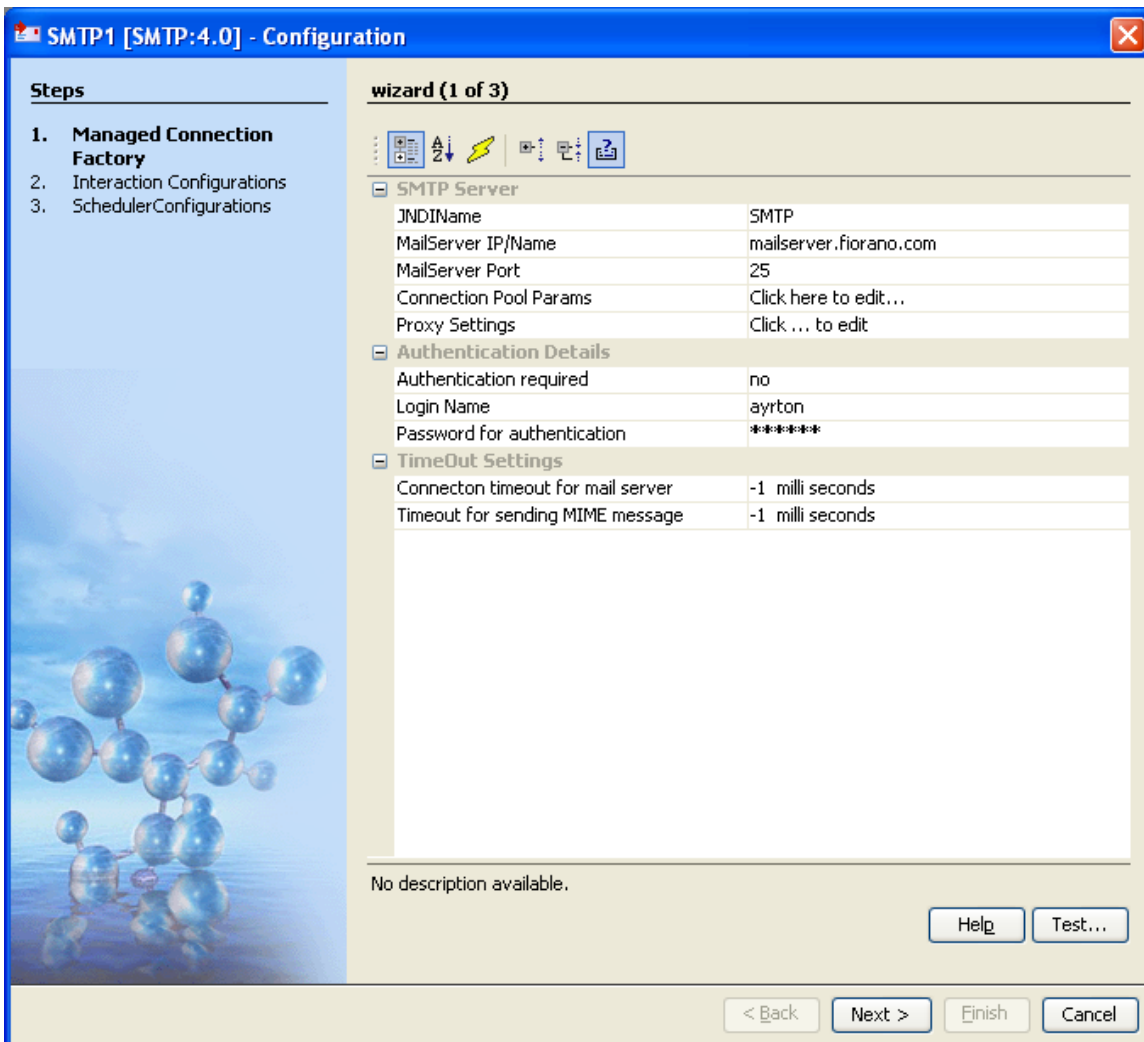 SMTP1 [SMTP:4.0] - Configuration
Steps
1. Managed Connection
Factory
2. Interaction Configurations
3. SchedulerConfigurations
wizard (1 of 3)
SMTP Server
JNDIName SMTP
MailServer IP/Name mailserver.fiorano.com
MailServer Port 25
Connection Pool Params Click here to edit...
Proxy Settings Click ... to edit
Authentication Details
Authentication required no
Login Name ayrton
Password for authentication ******
TimeOut Settings
Connecton timeout for mail server -1 milli seconds
Timeout for sending MIME message -1 milli seconds
No description available.
Help Test...
< Back Next > Finish Cancel